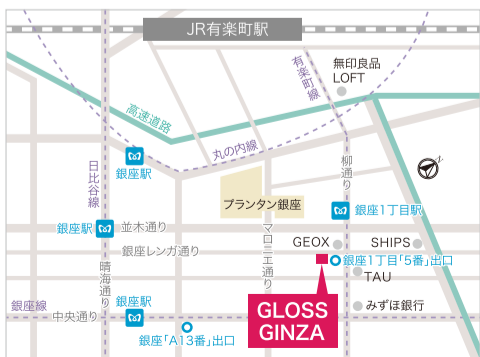 JR有楽町駅
無印良品
LOFT
有楽町線
高速道路
丸の内線
日比谷線
銀座駅
柳通り
N
プランタン銀座
銀座1丁目駅
銀座駅
並木通り
マロニエ通り
銀座レンガ通り
GEOX
SHIPS
銀座1丁目「5番」出口
晴海通り
TAU
銀座線
銀座駅
中央通り
GLOSS
GINZA
みずほ銀行
銀座「A13番」出口